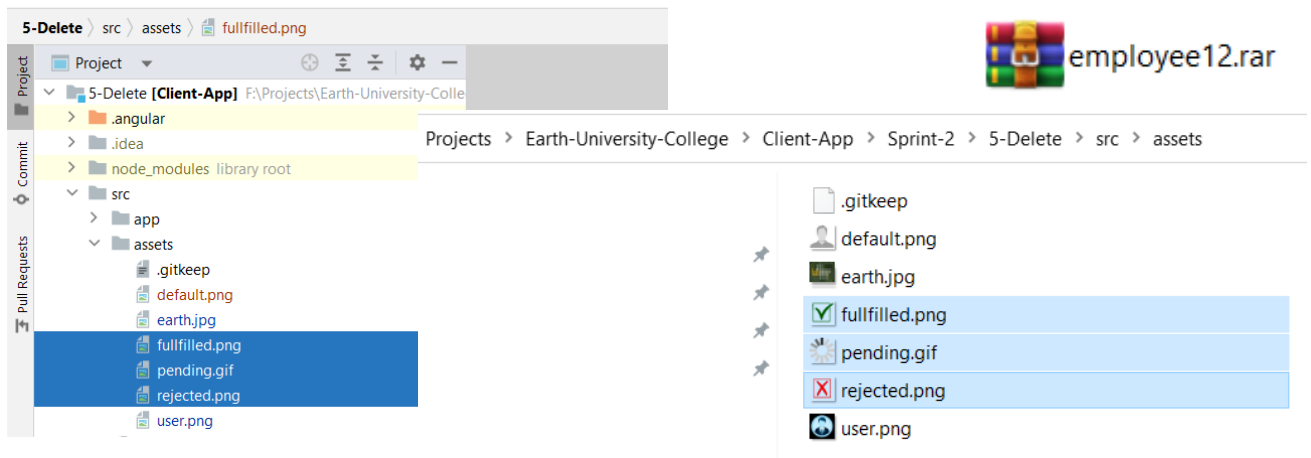 5-Delete > src > assets > fullfilled.png
Project
5-Delete [Client-App] F:\Projects\Earth-University-Colle
.angular
.idea
node_modules library root
src
app
assets
.gitkeep
default.png
earth.jpg
fullfilled.png
pending.gif
rejected.png
user.png
Project
Commit
Pull Requests
employee12.rar
Projects > Earth-University-College > Client-App > Sprint-2 > 5-Delete > src > assets
.gitkeep
default.png
earth.jpg
fullfilled.png
pending.gif
rejected.png
user.png